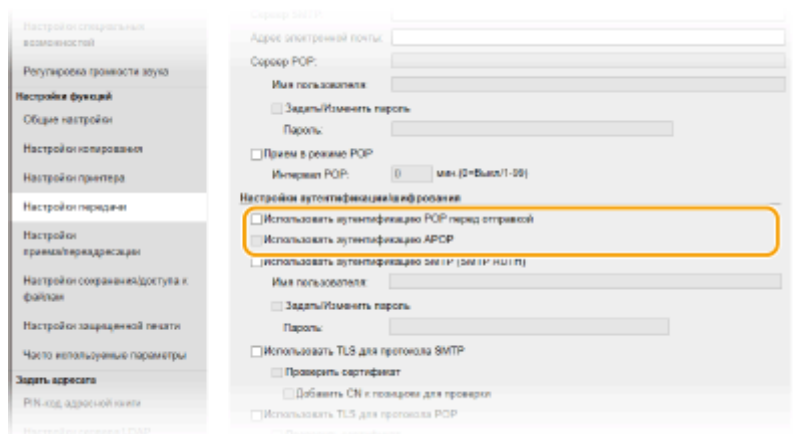 Настройки специальных
возможностей
Регулировка громкости звука
Настройки функций
Общие настройки
Настройки копирования
Настройки принтера
Настройки передачи
Настройки
приема/переадресации
Настройки сохранения/доступа к
файлам
Настройки защищенной печати
Часто используемые параметры
Задать адресата
PIN-код адресной книги
Сервер SMTP
Адрес электронной почты:
Сервер POP:
Имя пользователя:
Задать/Изменить пароль
Пароль:
Прием в режиме POP
Интервал POP: 0 мин (0=Выкл/1-99)
Настройки аутентификации/шифрования
Использовать аутентификацию POP перед отправкой
Использовать аутентификацию APOP
Использовать аутентификацию SMTP (SMTP AUTH)
Имя пользователя:
Задать/Изменить пароль
Пароль:
Использовать TLS для протокола SMTP
Проверить сертификат
Добавить CN к позициям для проверки
Использовать TLS для протокола POP